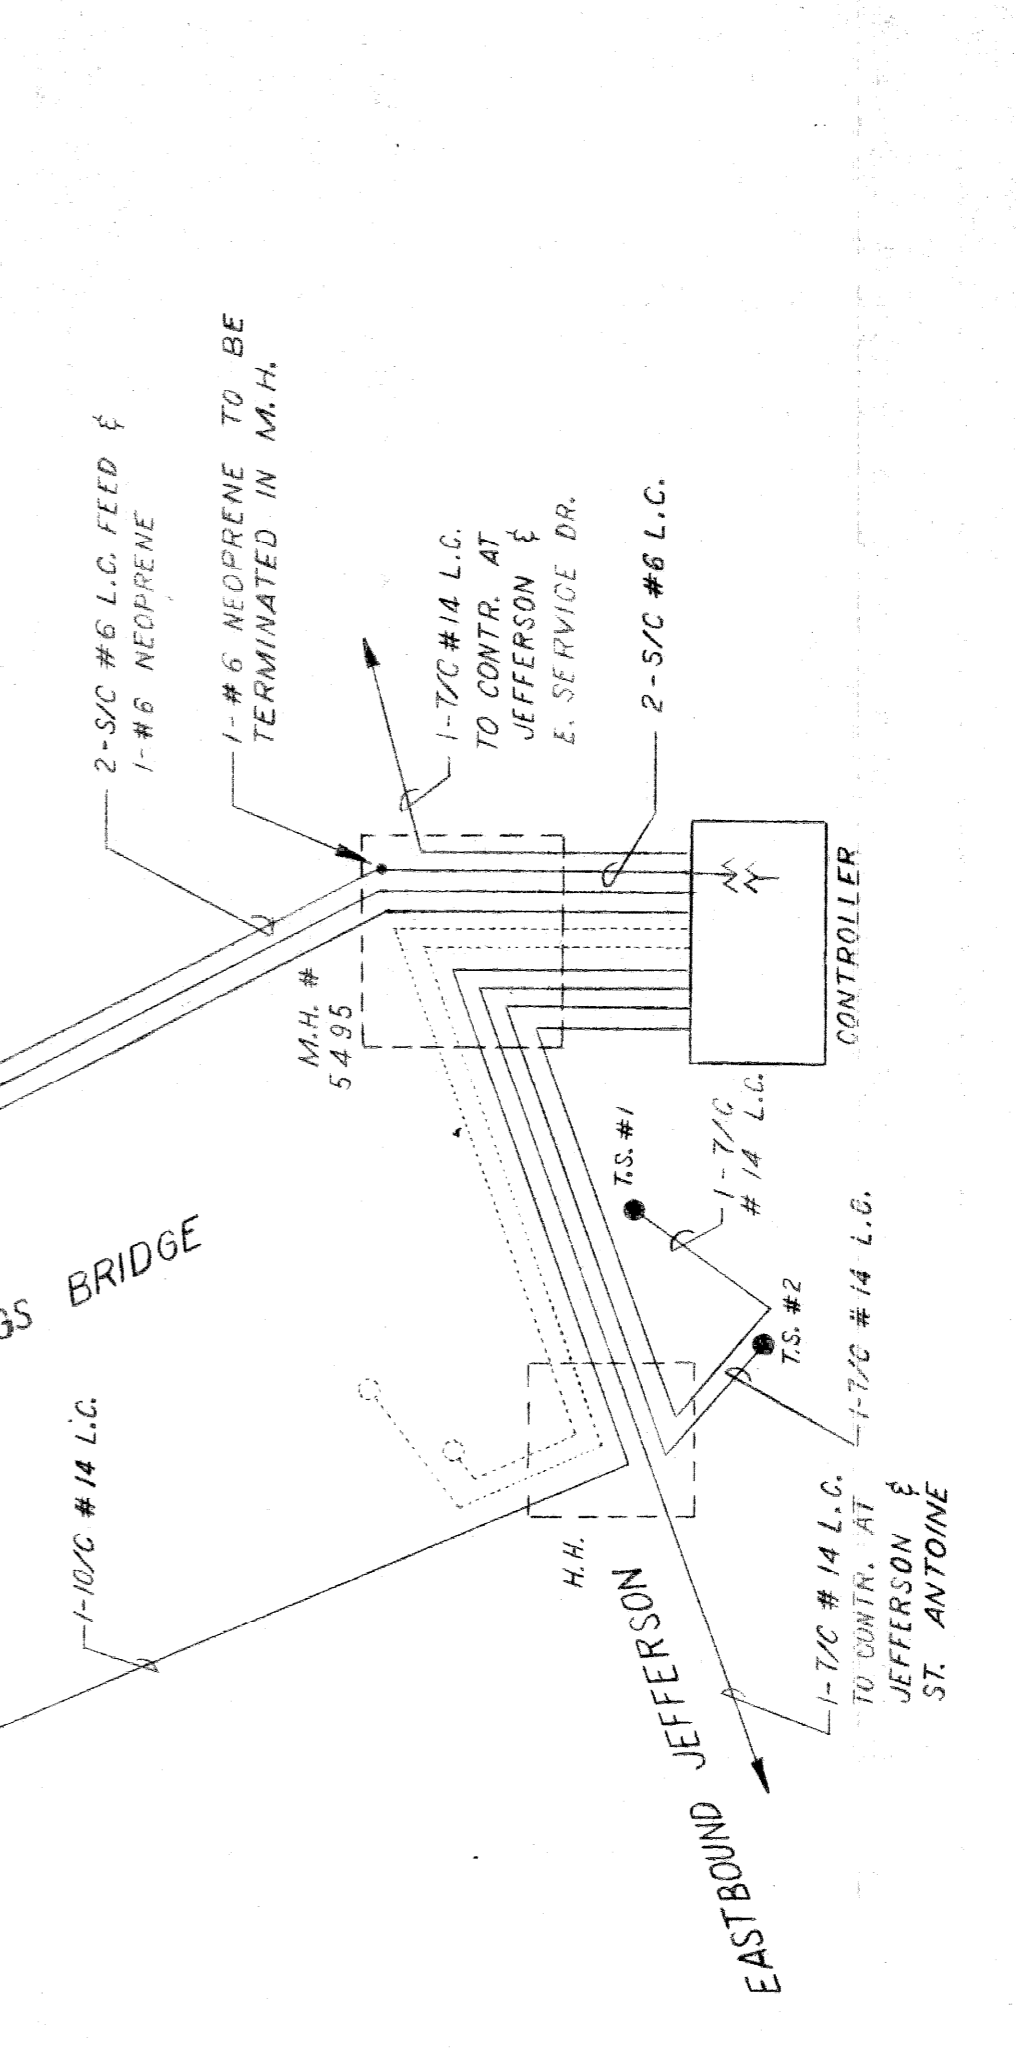 2-S/C #6 L.C. FEED &
1-#6 NEOPRENE
1-#6 NEOPRENE TO BE
TERMINATED IN M.H.
1-7/C #14 L.C.
TO CONTR. AT
JEFFERSON &
E. SERVICE DR.
2-S/C #6 L.C.
M.H. #
5495
CONTROLLER
GS BRIDGE
T.S. #1
1-7/C
#14 L.C.
T.S. #2
1-7/C #14 L.C.
1-10/C #14 L.C.
H.H.
1-7/C #14 L.C.
TO CONTR. AT
JEFFERSON &
ST. ANTOINE
EASTBOUND JEFFERSON